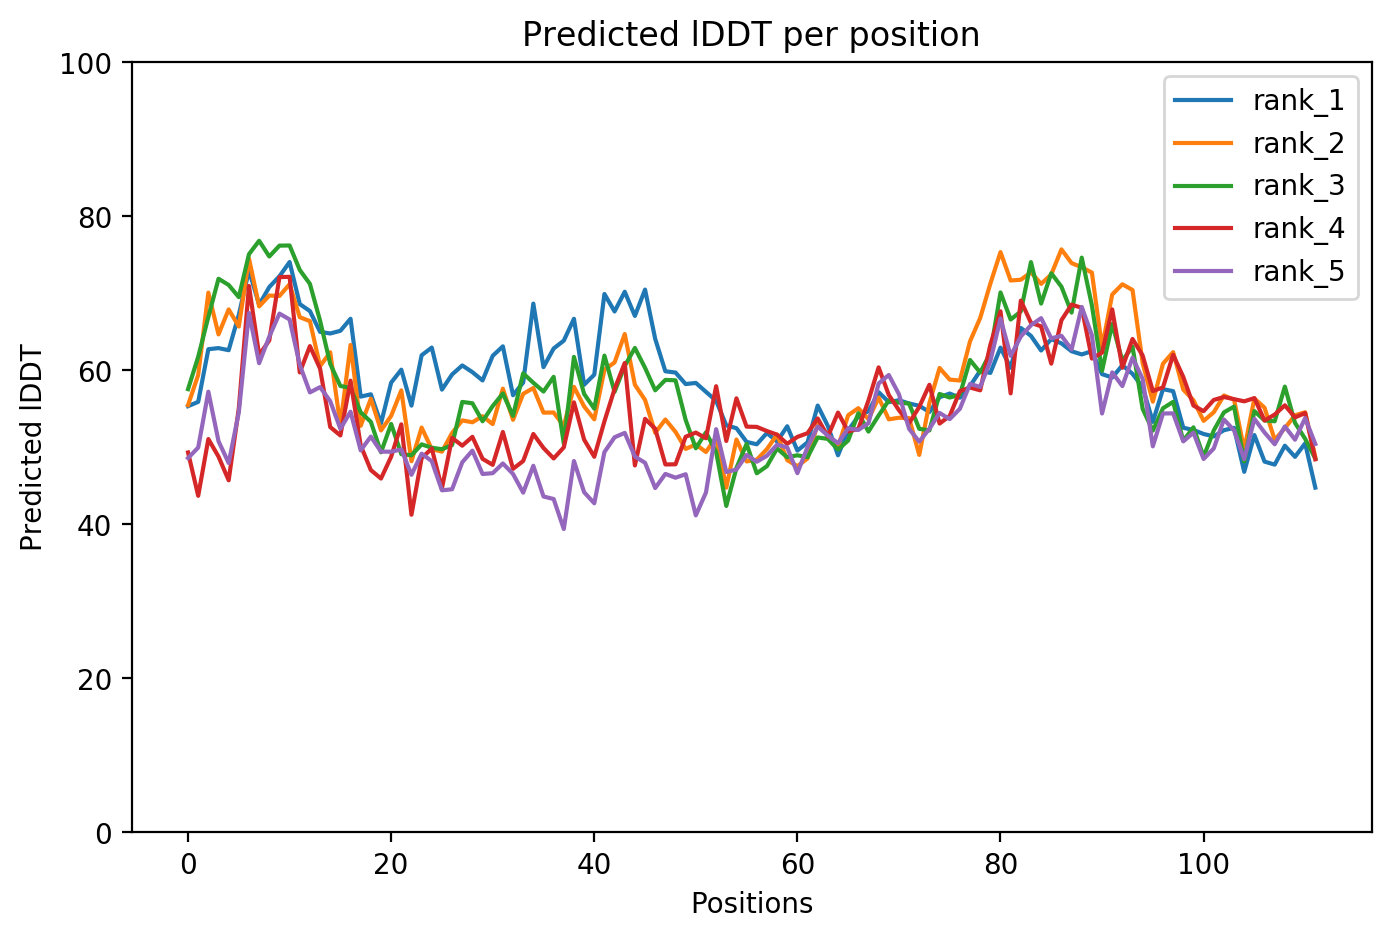 Predicted lDDT per position
100
80
60
40
20
0
Predicted lDDT
rank_1
rank_2
rank_3
rank_4
rank_5
0 20 40 60 80 100
Positions